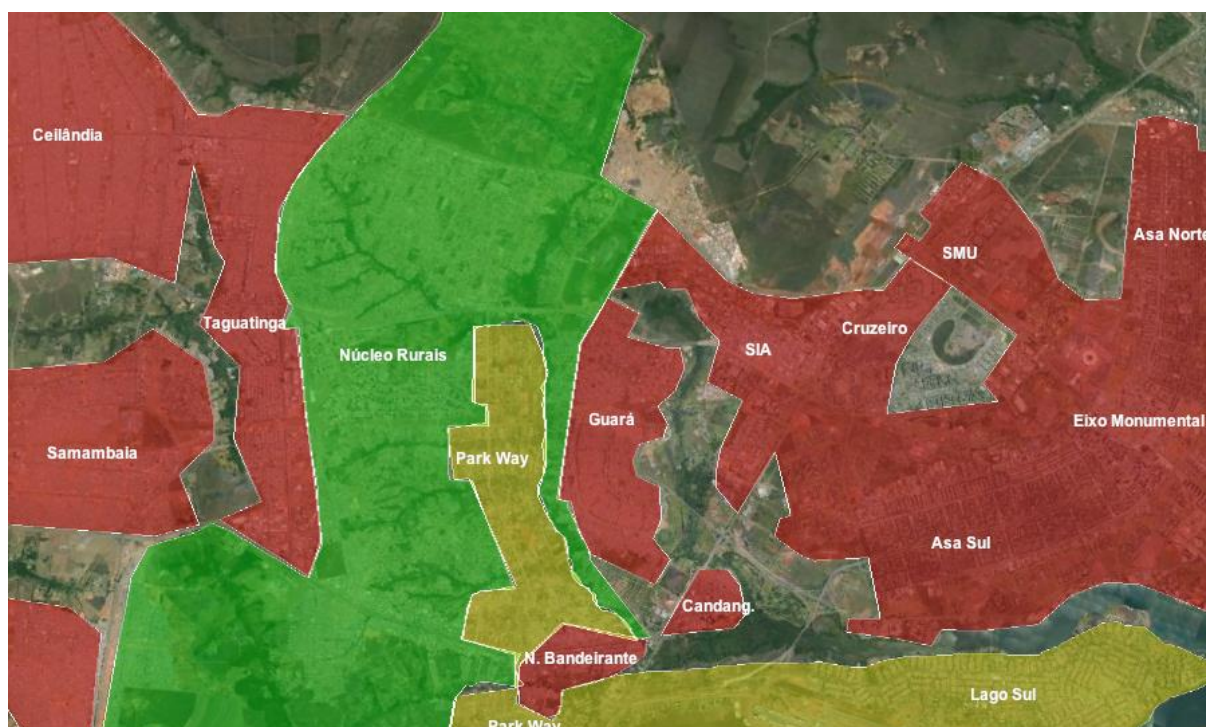 Ceilândia
Asa Norte
SMU
Taguatinga
Cruzeiro
Núcleo Rurais
SIA
Guará
Eixo Monumental
Samambaia
Park Way
Asa Sul
Candang.
N. Bandeirante
Lago Sul
Park Way